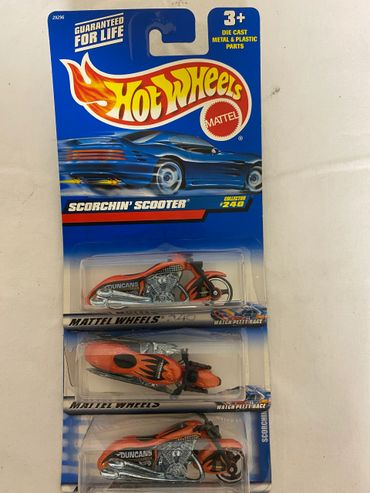 29296
GUARANTEED
FOR LIFE
3+
DIE CAST
METAL & PLASTIC
PARTS
HOT WHEELS
MATTEL
®
SCORCHIN' SCOOTER
COLLECTOR
#240
DUNCANS
MATTEL WHEELS
MATTEL WHEELS
DUNCANS